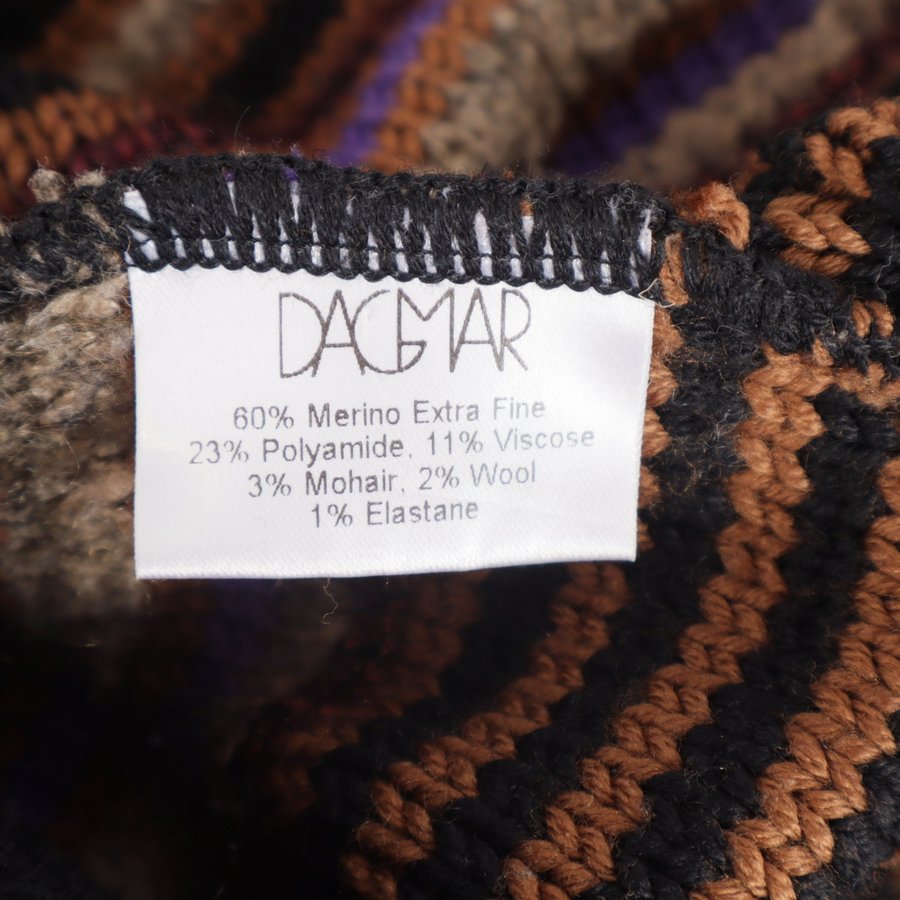 DAGMAR
60% Merino Extra Fine
23% Polyamide, 11% Viscose
3% Mohair, 2% Wool
1% Elastane